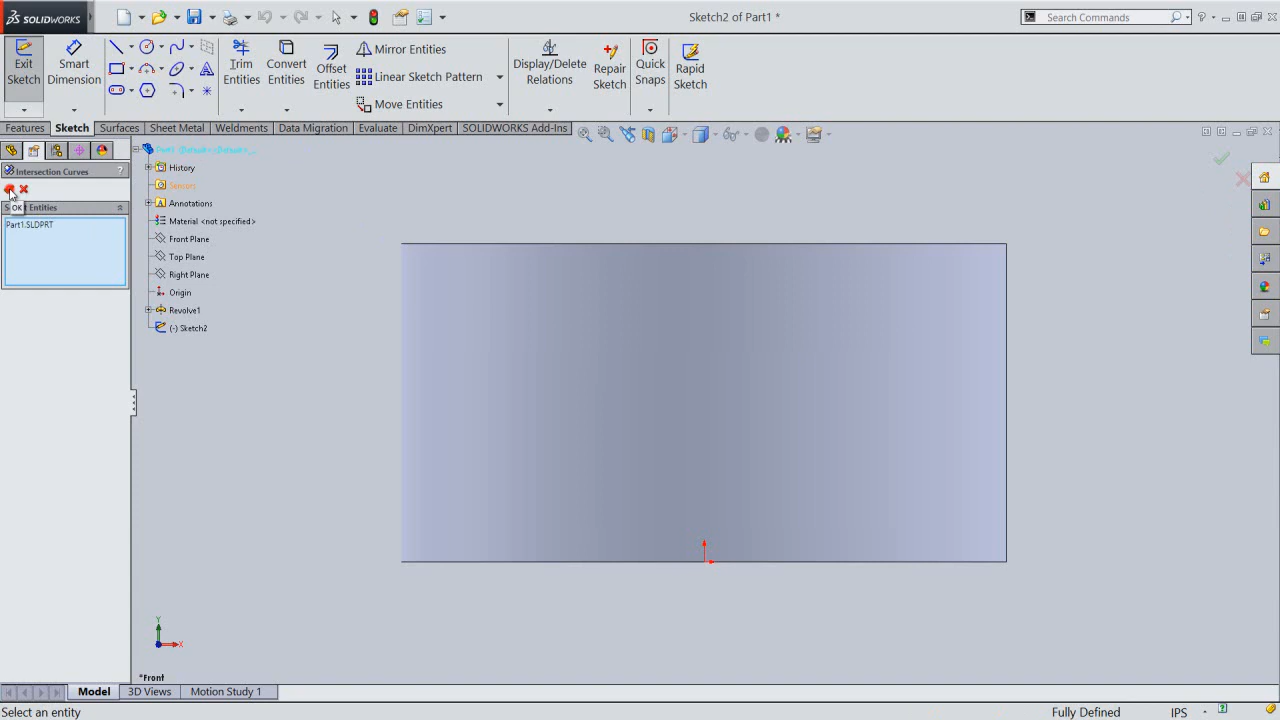 SOLIDWORKS
Sketch2 of Part1 *
Search Commands
Exit Sketch
Smart Dimension
Trim Entities
Convert Entities
Offset Entities
Mirror Entities
Linear Sketch Pattern
Move Entities
Display/Delete Relations
Repair Sketch
Quick Snaps
Rapid Sketch
Features Sketch Surfaces Sheet Metal Weldments Data Migration Evaluate DimXpert SOLIDWORKS Add-Ins
Intersection Curves ?
OK
Entities
Part1.SLDPRT
History
Sensors
Annotations
Material <not specified>
Front Plane
Top Plane
Right Plane
Origin
Revolve1
(-) Sketch2
Y
X
*Front
Model 3D Views Motion Study 1
Select an entity
Fully Defined IPS